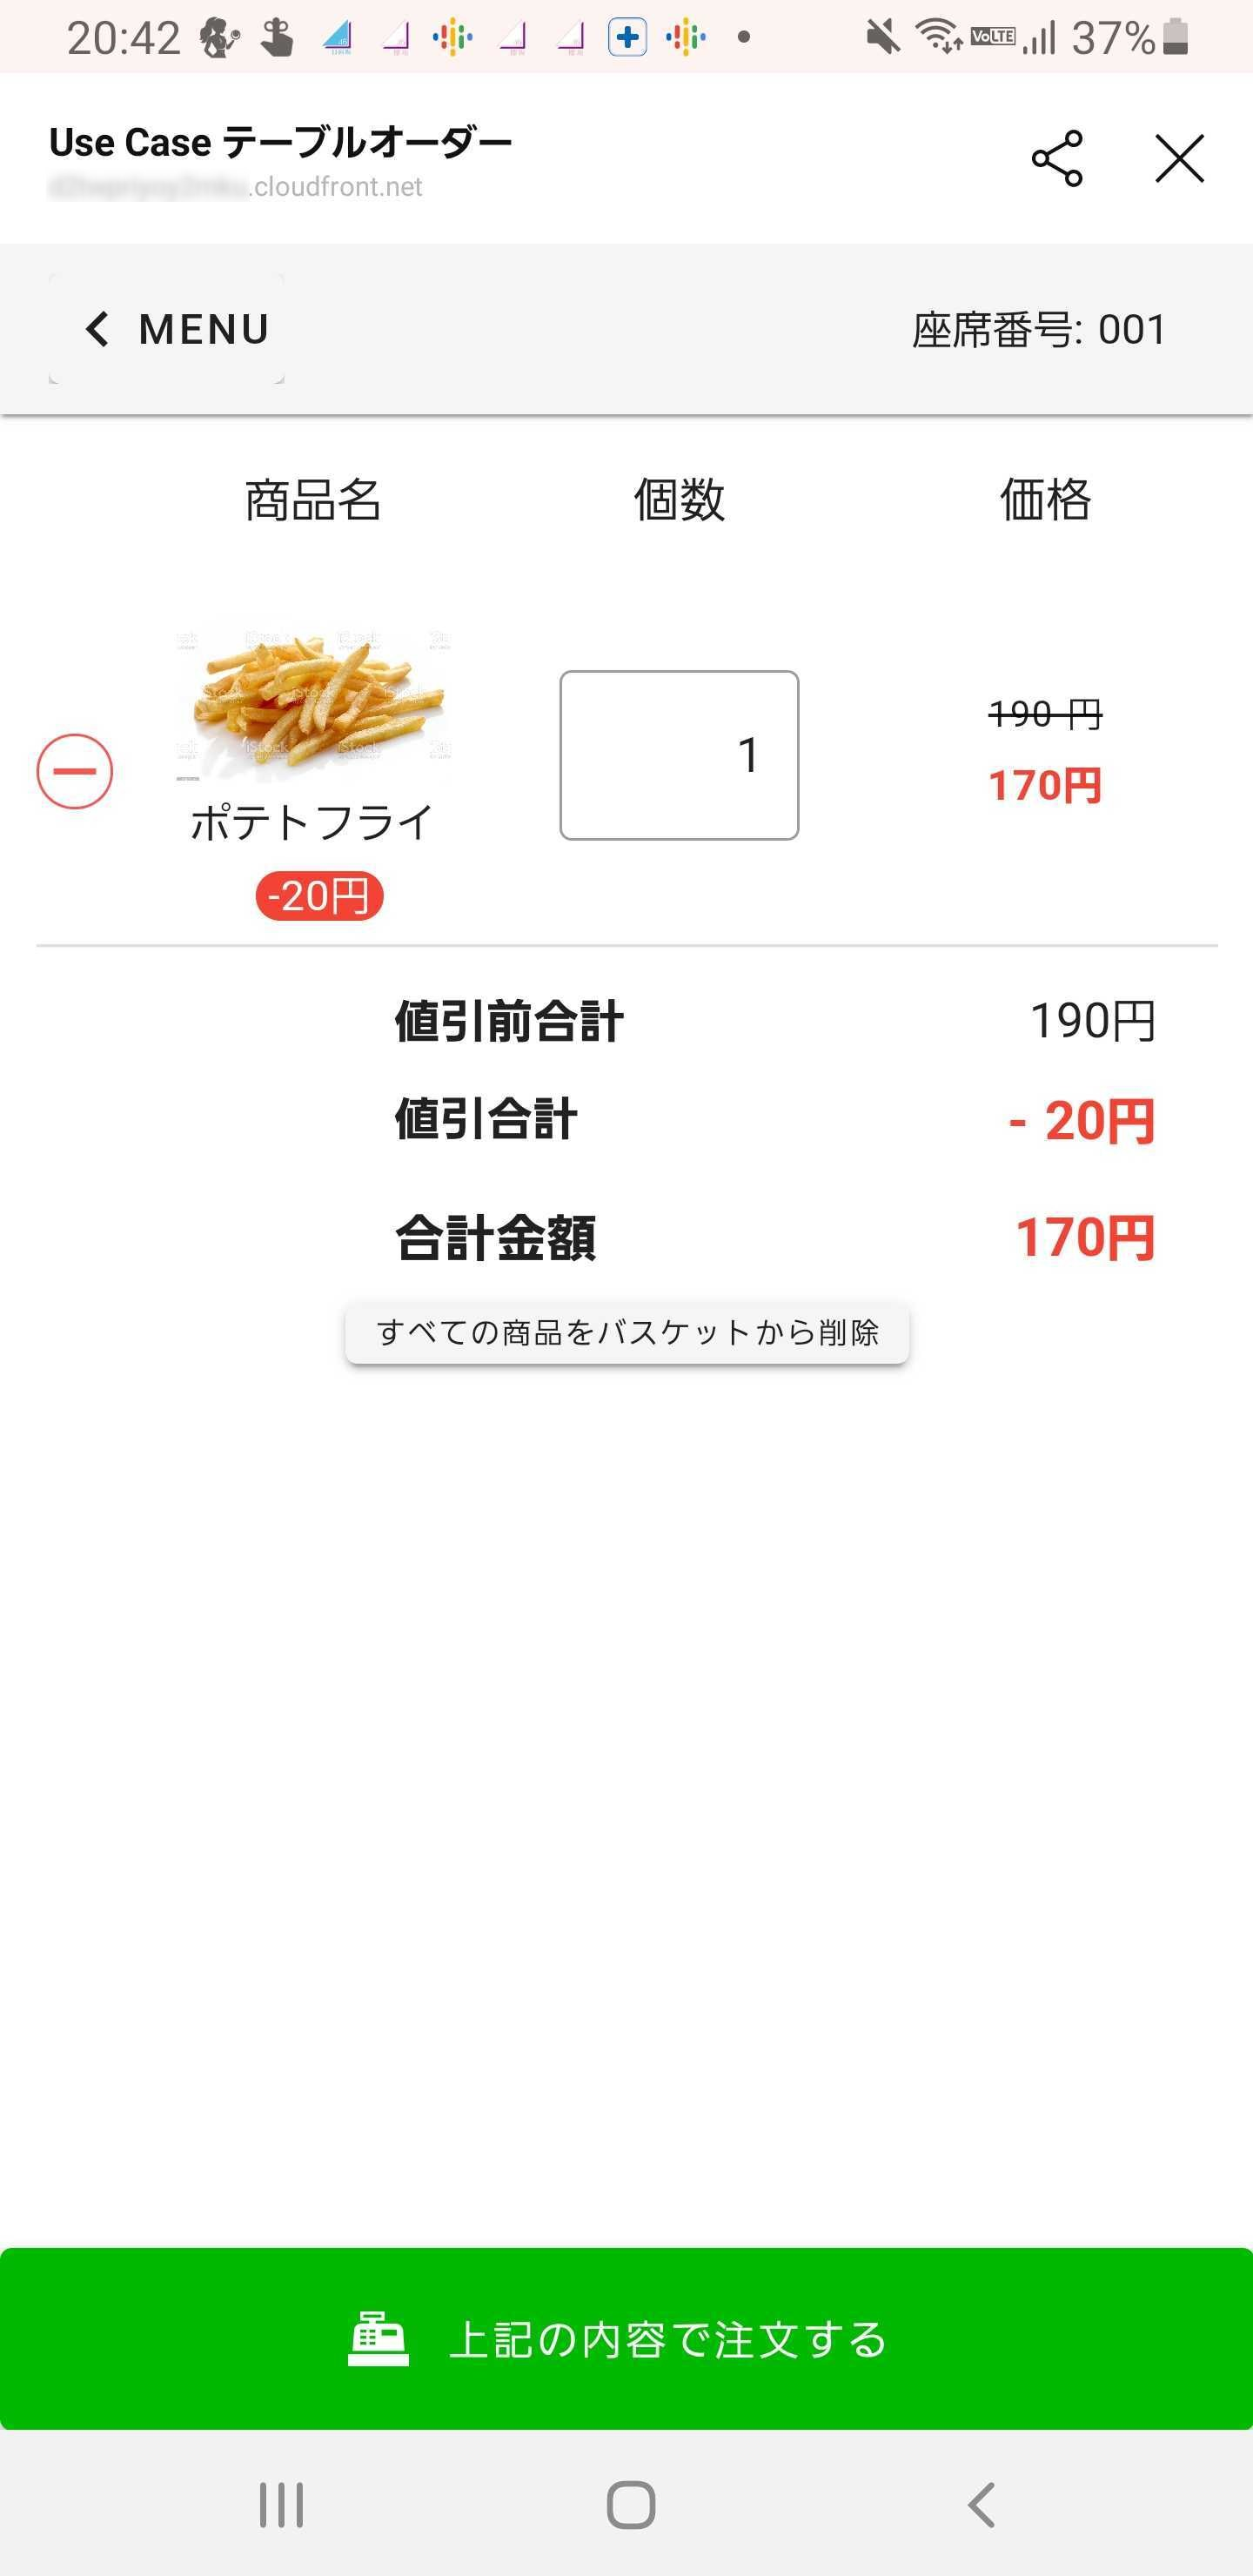 20:42
VoLTE
37%
Use Case テーブルオーダー
.cloudfront.net
MENU
座席番号: 001
商品名 個数 価格
iStock
1
190 円
170円
ポテトフライ
-20円
値引前合計 190円
値引合計 - 20円
合計金額 170円
すべての商品をバスケットから削除
上記の内容で注文する